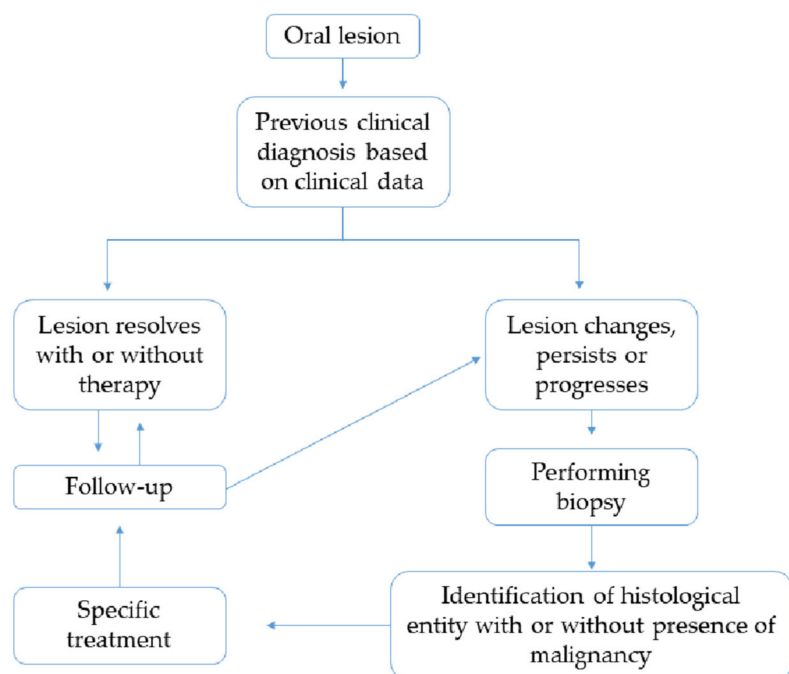 Oral lesion
Previous clinical
diagnosis based
on clinical data
Lesion resolves
with or without
therapy
Lesion changes,
persists or
progresses
Follow-up
Performing
biopsy
Specific
treatment
Identification of histological
entity with or without presence of
malignancy